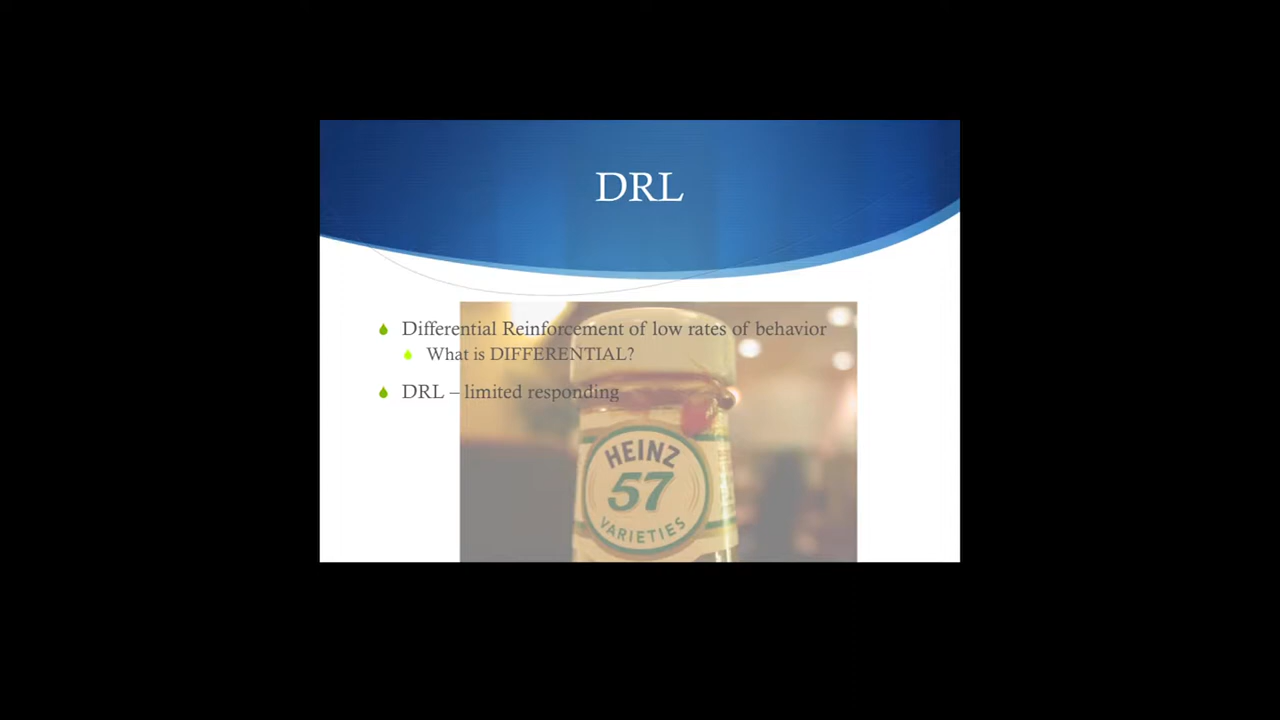 DRL
Differential Reinforcement of low rates of behavior
What is DIFFERENTIAL?
DRL – limited responding
HEINZ
57
VARIETIES